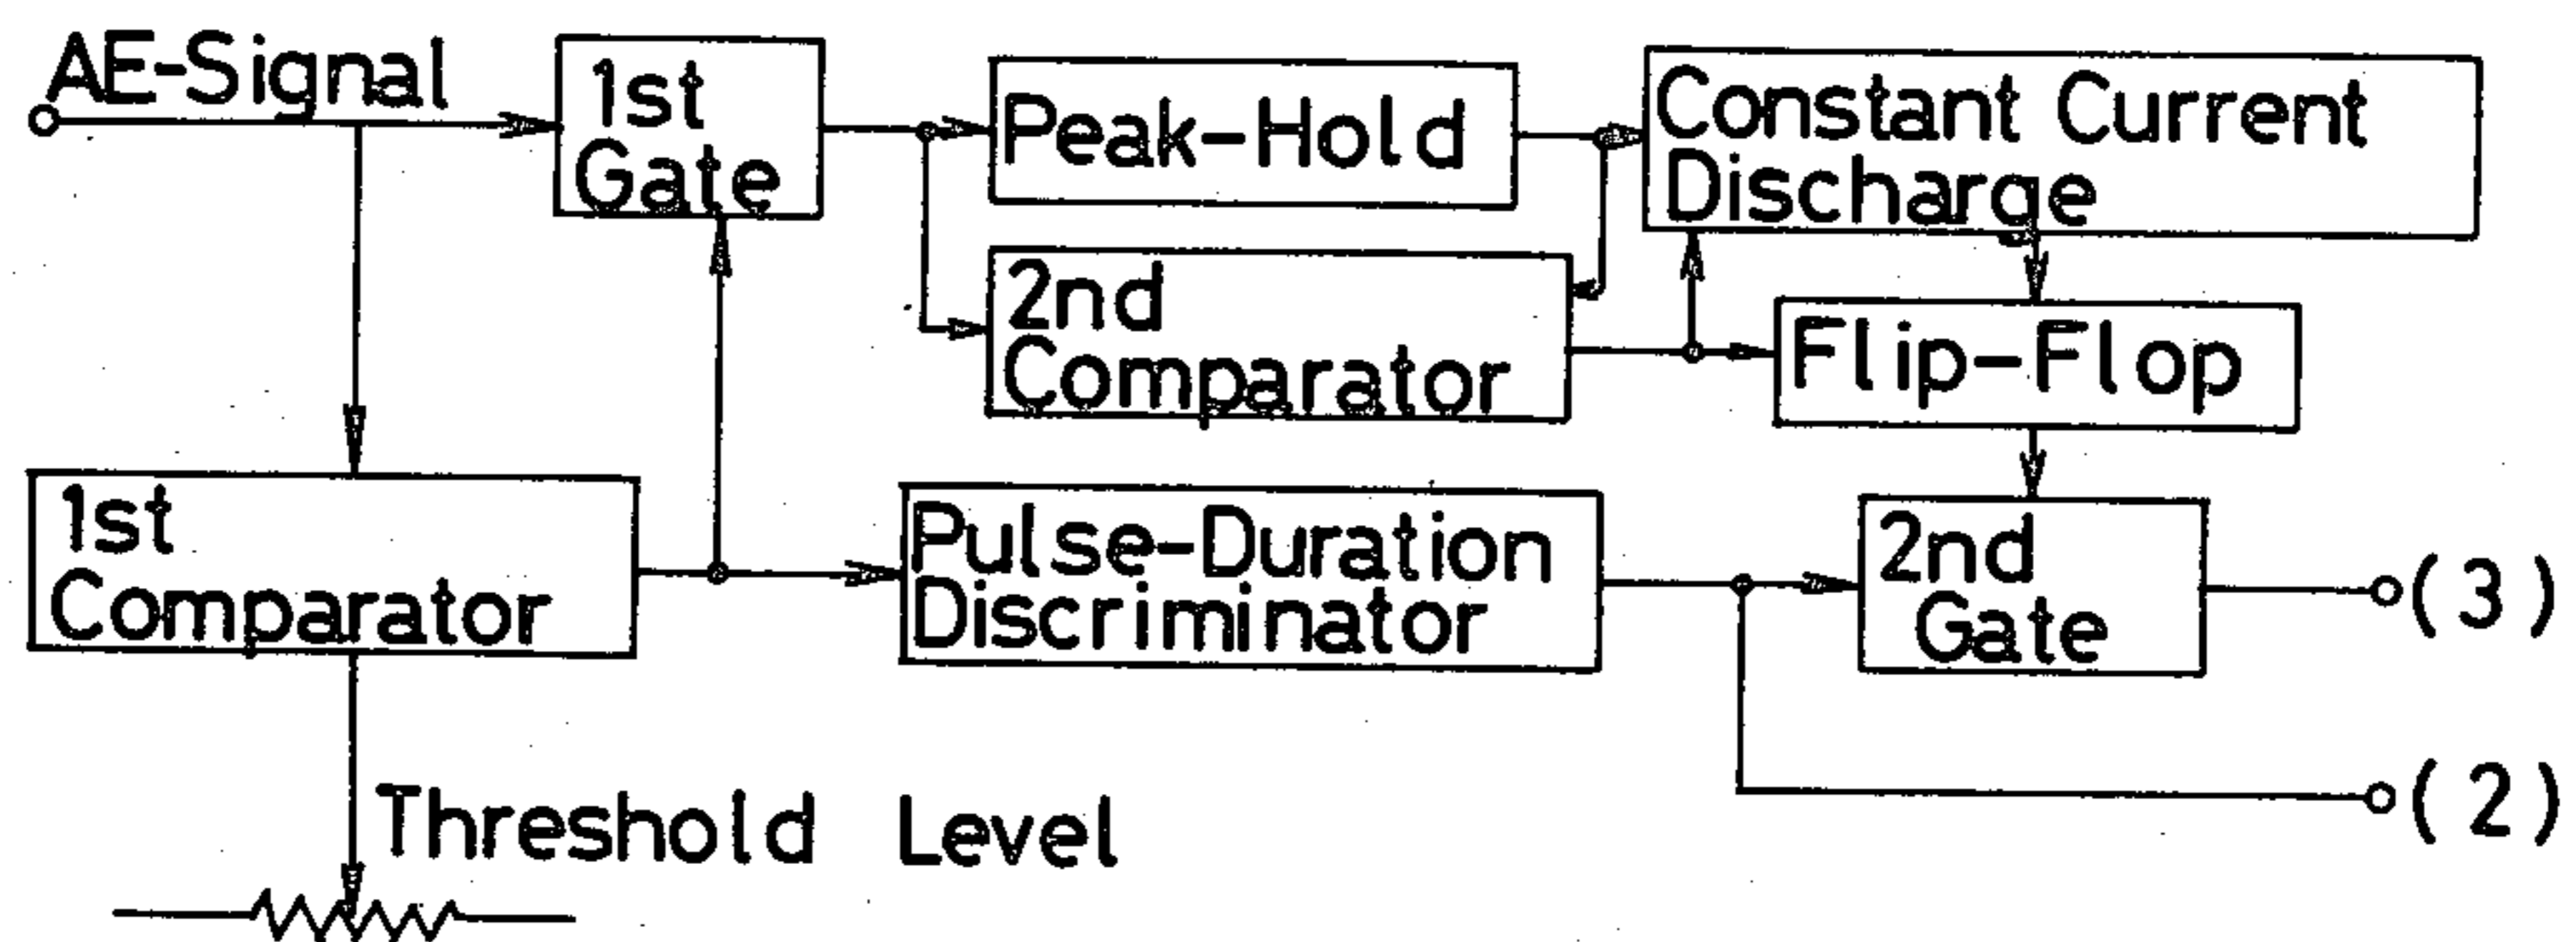 AE-Signal
1st
Gate
Peak-Hold
Constant Current
Discharge
2nd
Comparator
Flip-Flop
1st
Comparator
Pulse-Duration
Discriminator
2nd
Gate
(3)
(2)
Threshold Level